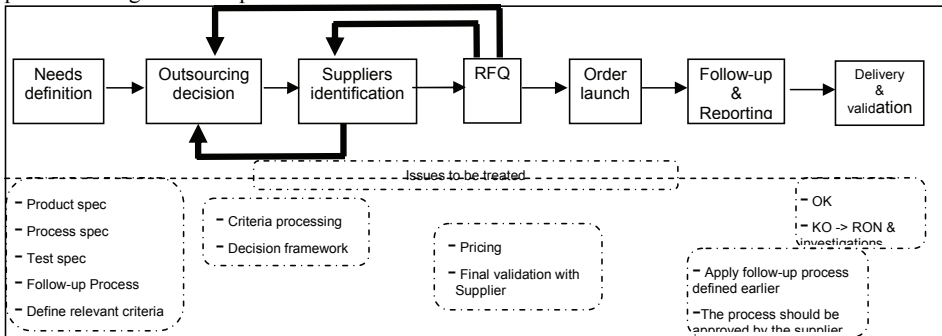 Needs
definition
Outsourcing
decision
Suppliers
identification
RFQ
Order
launch
Follow-up
&
Reporting
Delivery
&
validation
Issues to be treated
- Product spec
- Process spec
- Test spec
- Follow-up Process
- Define relevant criteria
- Criteria processing
- Decision framework
- Pricing
- Final validation with
Supplier
- OK
- KO -> RON &
investigations
- Apply follow-up process
defined earlier
-The process should be
approved by the supplier